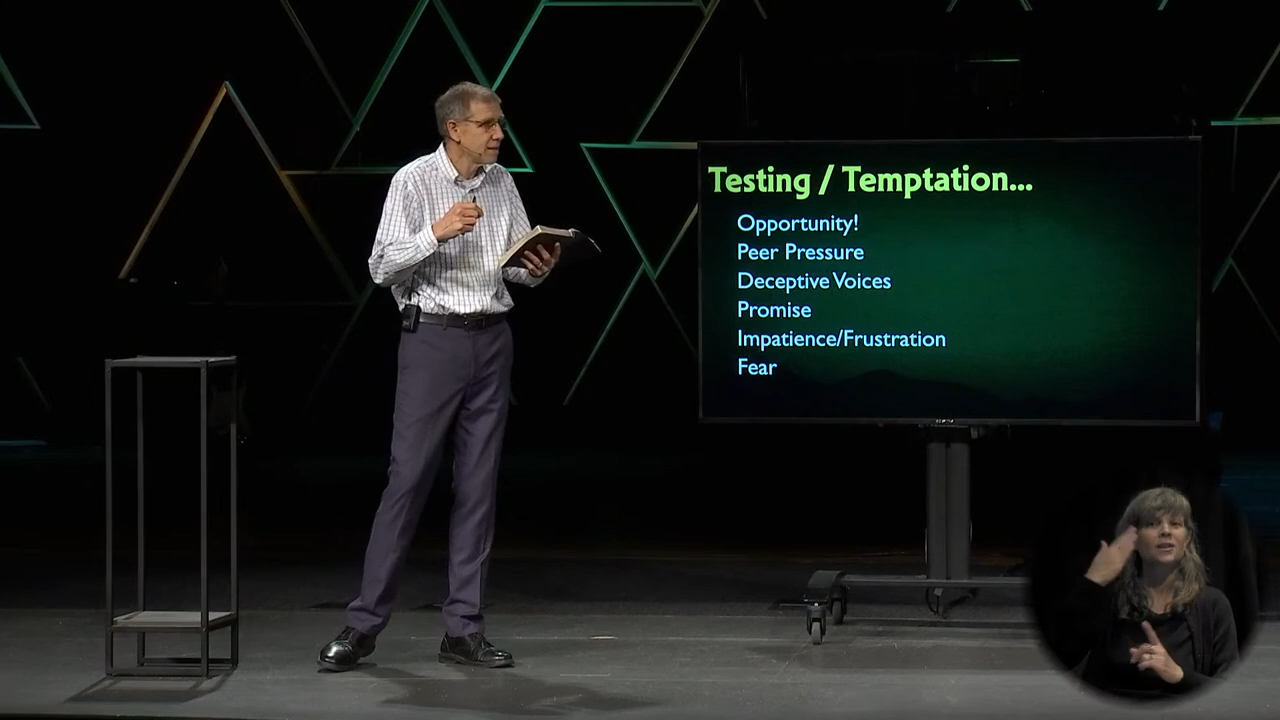 Testing / Temptation...
Opportunity!
Peer Pressure
Deceptive Voices
Promise
Impatience/Frustration
Fear